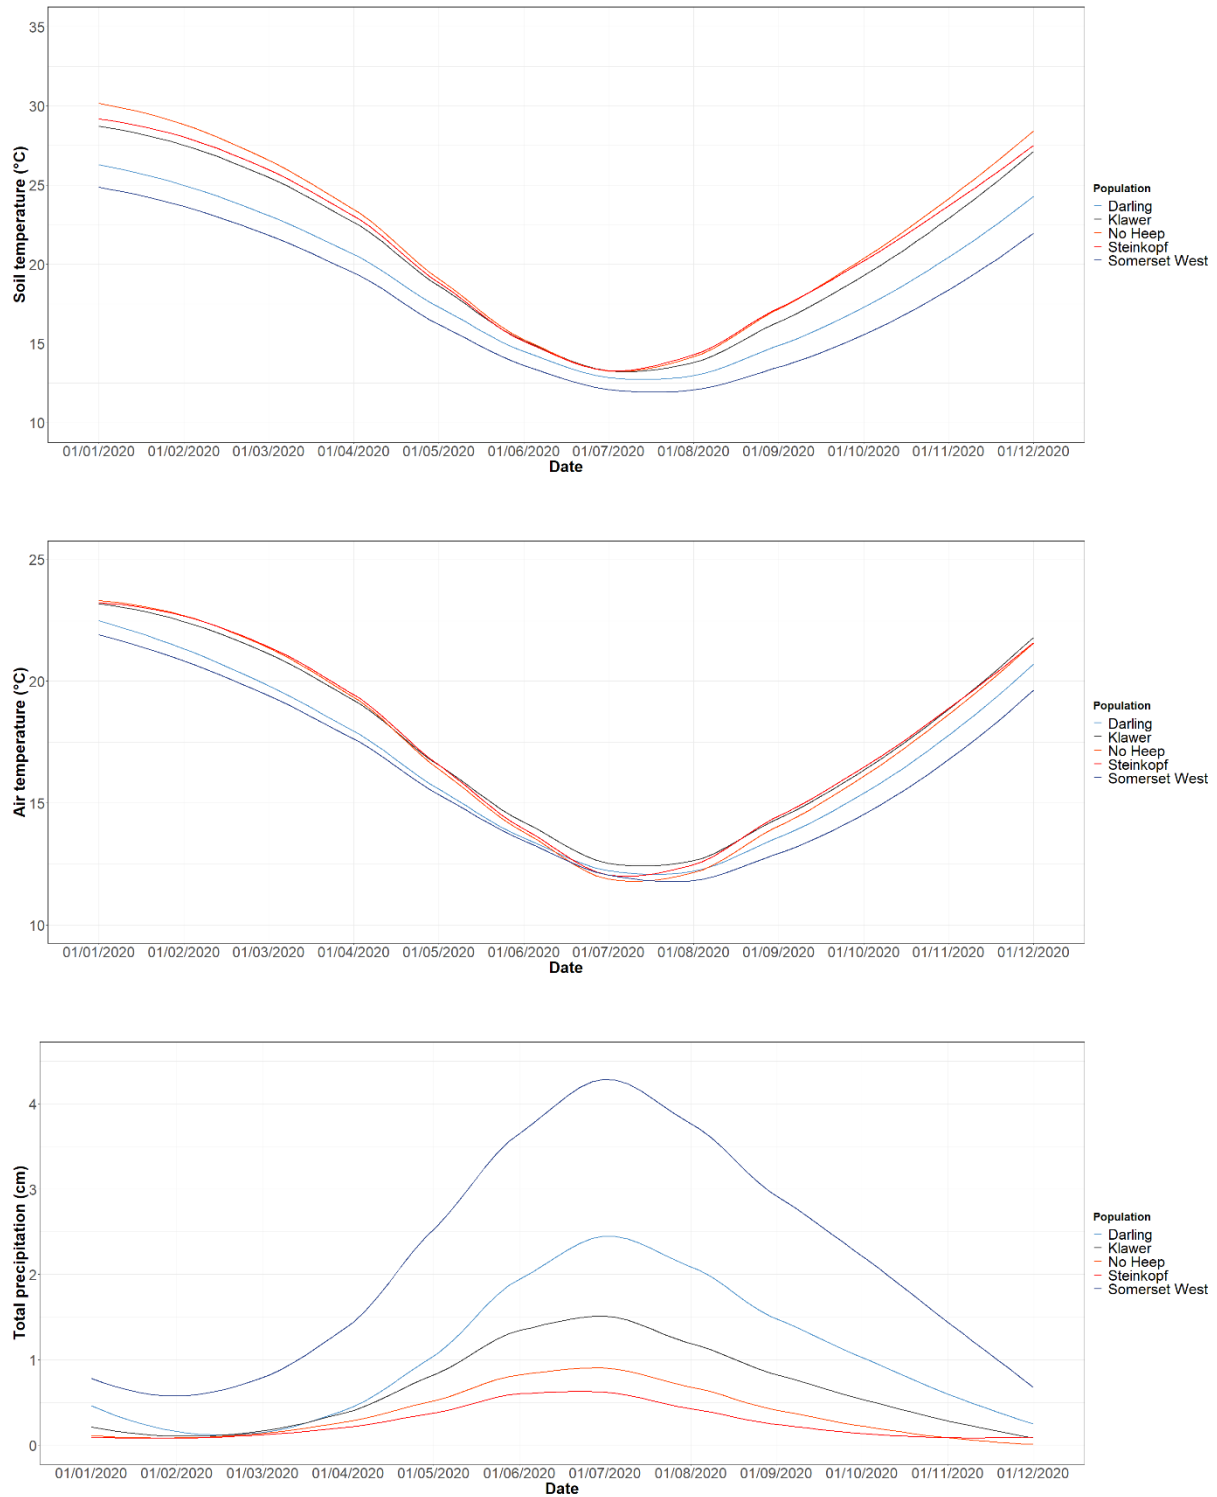 Soil temperature (°C)
35
30
25
20
15
10
01/01/2020 01/02/2020 01/03/2020 01/04/2020 01/05/2020 01/06/2020 01/07/2020 01/08/2020 01/09/2020 01/10/2020 01/11/2020 01/12/2020
Date
Population
Darling
Klawer
No Heep
Steinkopf
Somerset West
Air temperature (°C)
25
20
15
10
01/01/2020 01/02/2020 01/03/2020 01/04/2020 01/05/2020 01/06/2020 01/07/2020 01/08/2020 01/09/2020 01/10/2020 01/11/2020 01/12/2020
Date
Population
Darling
Klawer
No Heep
Steinkopf
Somerset West
Total precipitation (cm)
4
3
2
1
0
01/01/2020 01/02/2020 01/03/2020 01/04/2020 01/05/2020 01/06/2020 01/07/2020 01/08/2020 01/09/2020 01/10/2020 01/11/2020 01/12/2020
Date
Population
Darling
Klawer
No Heep
Steinkopf
Somerset West